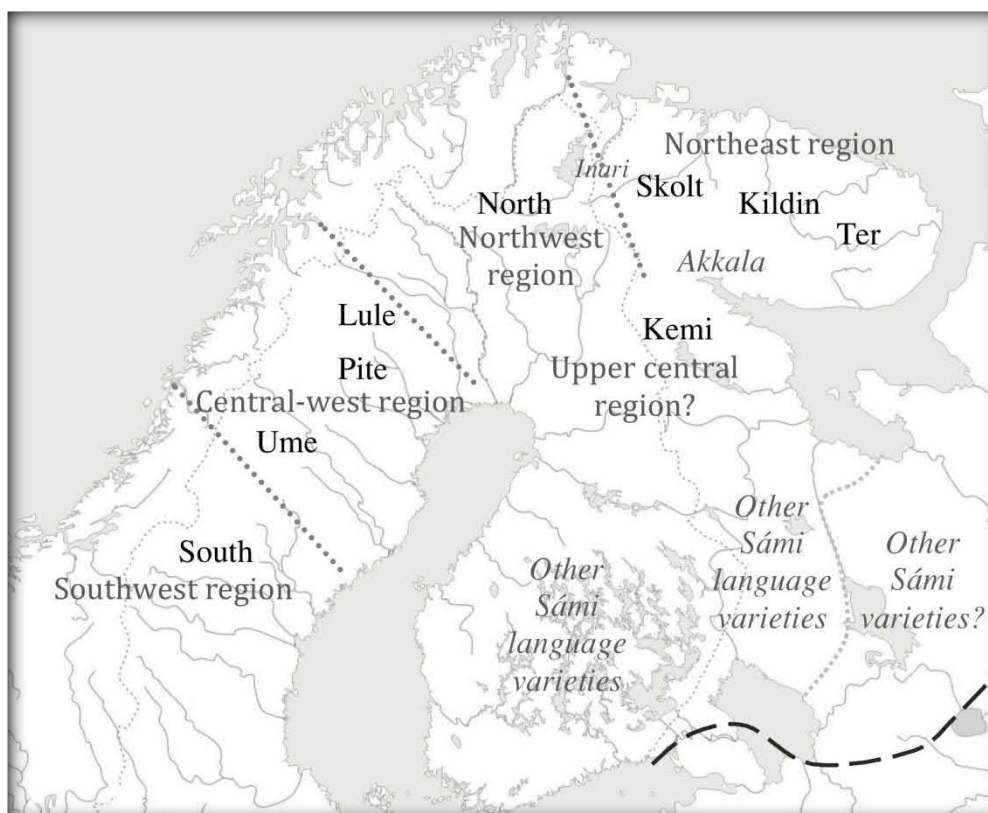 Northeast region
Inari
Skolt
North
Kildin
Ter
Northwest
region
Akkala
Lule
Kemi
Pite
Upper central
region?
Central-west region
Ume
South
Southwest region
Other
Sámi
language
varieties
Other
Sámi
language
varieties
Other
Sámi
varieties?